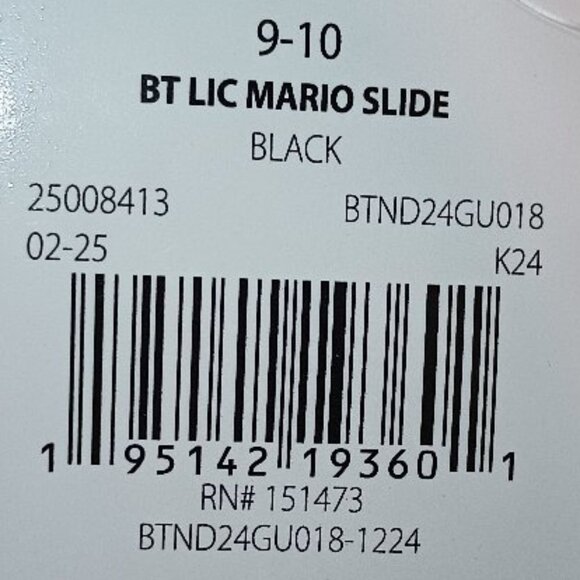 9-10
BT LIC MARIO SLIDE
BLACK
25008413 BTND24GU018
02-25 K24
1 95142 19360 1
RN# 151473
BTND24GU018-1224